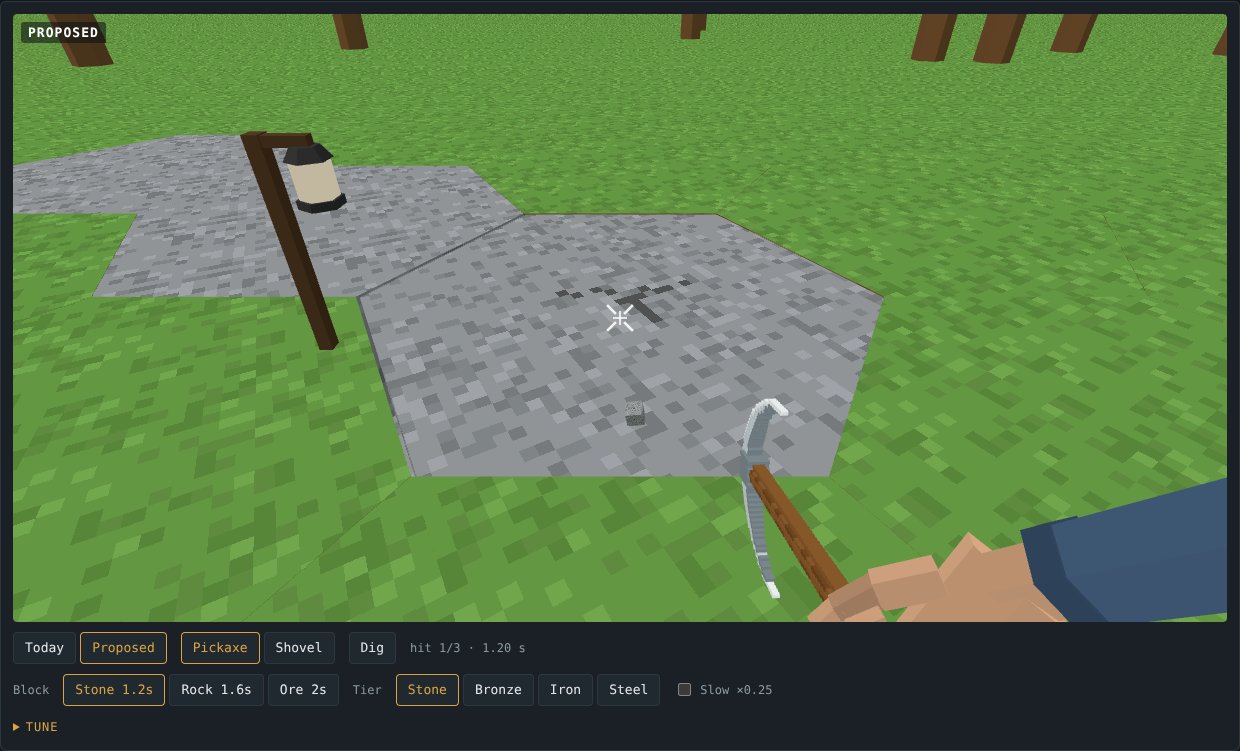 PROPOSED
Today Proposed Pickaxe Shovel Dig hit 1/3 · 1.20 s
Block Stone 1.2s Rock 1.6s Ore 2s Tier Stone Bronze Iron Steel Slow ×0.25
▶ TUNE